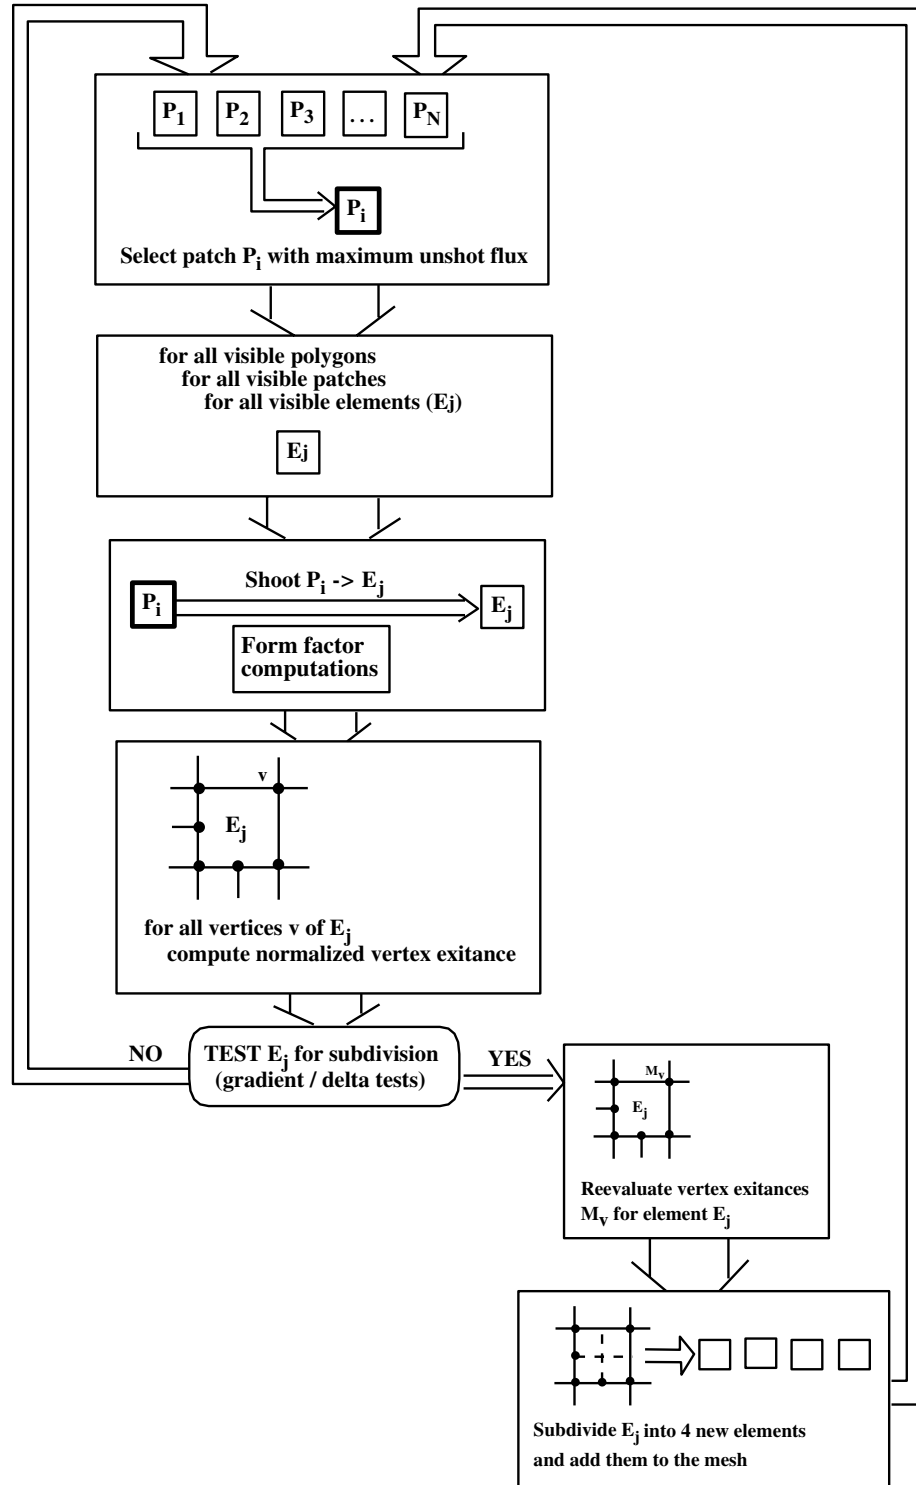 P1 P2 P3 ... PN
Pi
Select patch Pi with maximum unshot flux
for all visible polygons
for all visible patches
for all visible elements (Ej)
Ej
Shoot Pi -> Ej
Pi
Ej
Form factor
computations
v
Ej
for all vertices v of Ej
compute normalized vertex exitance
NO
TEST Ej for subdivision
(gradient / delta tests)
YES
Mv
Ej
Reevaluate vertex exitances
Mv for element Ej
Subdivide Ej into 4 new elements
and add them to the mesh